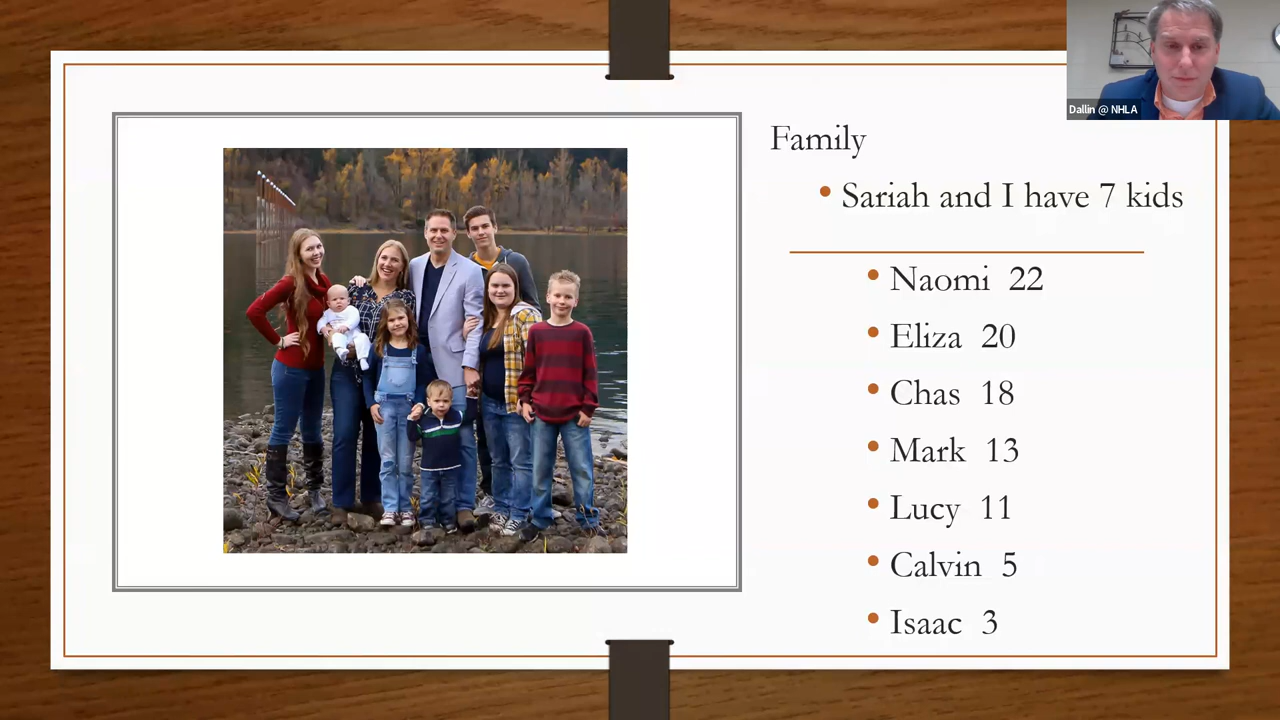 Dallin @ NHLA
Family
• Sariah and I have 7 kids
• Naomi 22
• Eliza 20
• Chas 18
• Mark 13
• Lucy 11
• Calvin 5
• Isaac 3